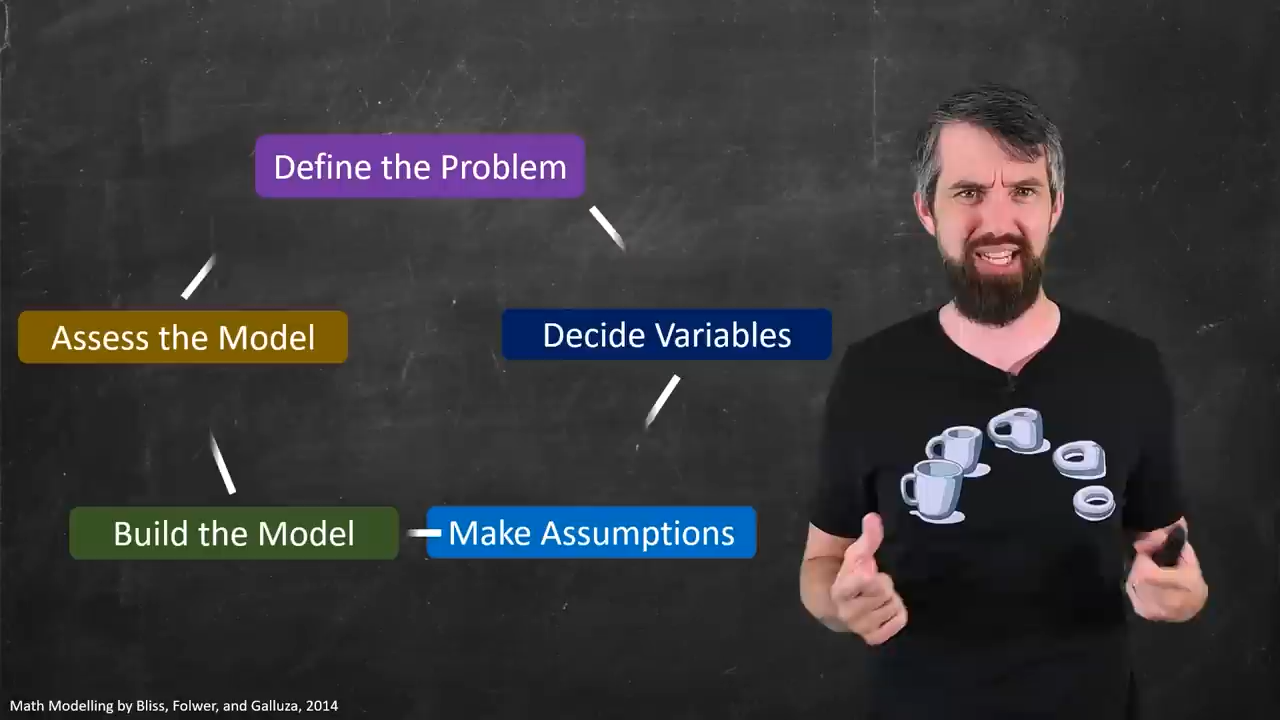 Define the Problem
Assess the Model
Decide Variables
Build the Model
Make Assumptions
Math Modelling by Bliss, Folwer, and Galluza, 2014